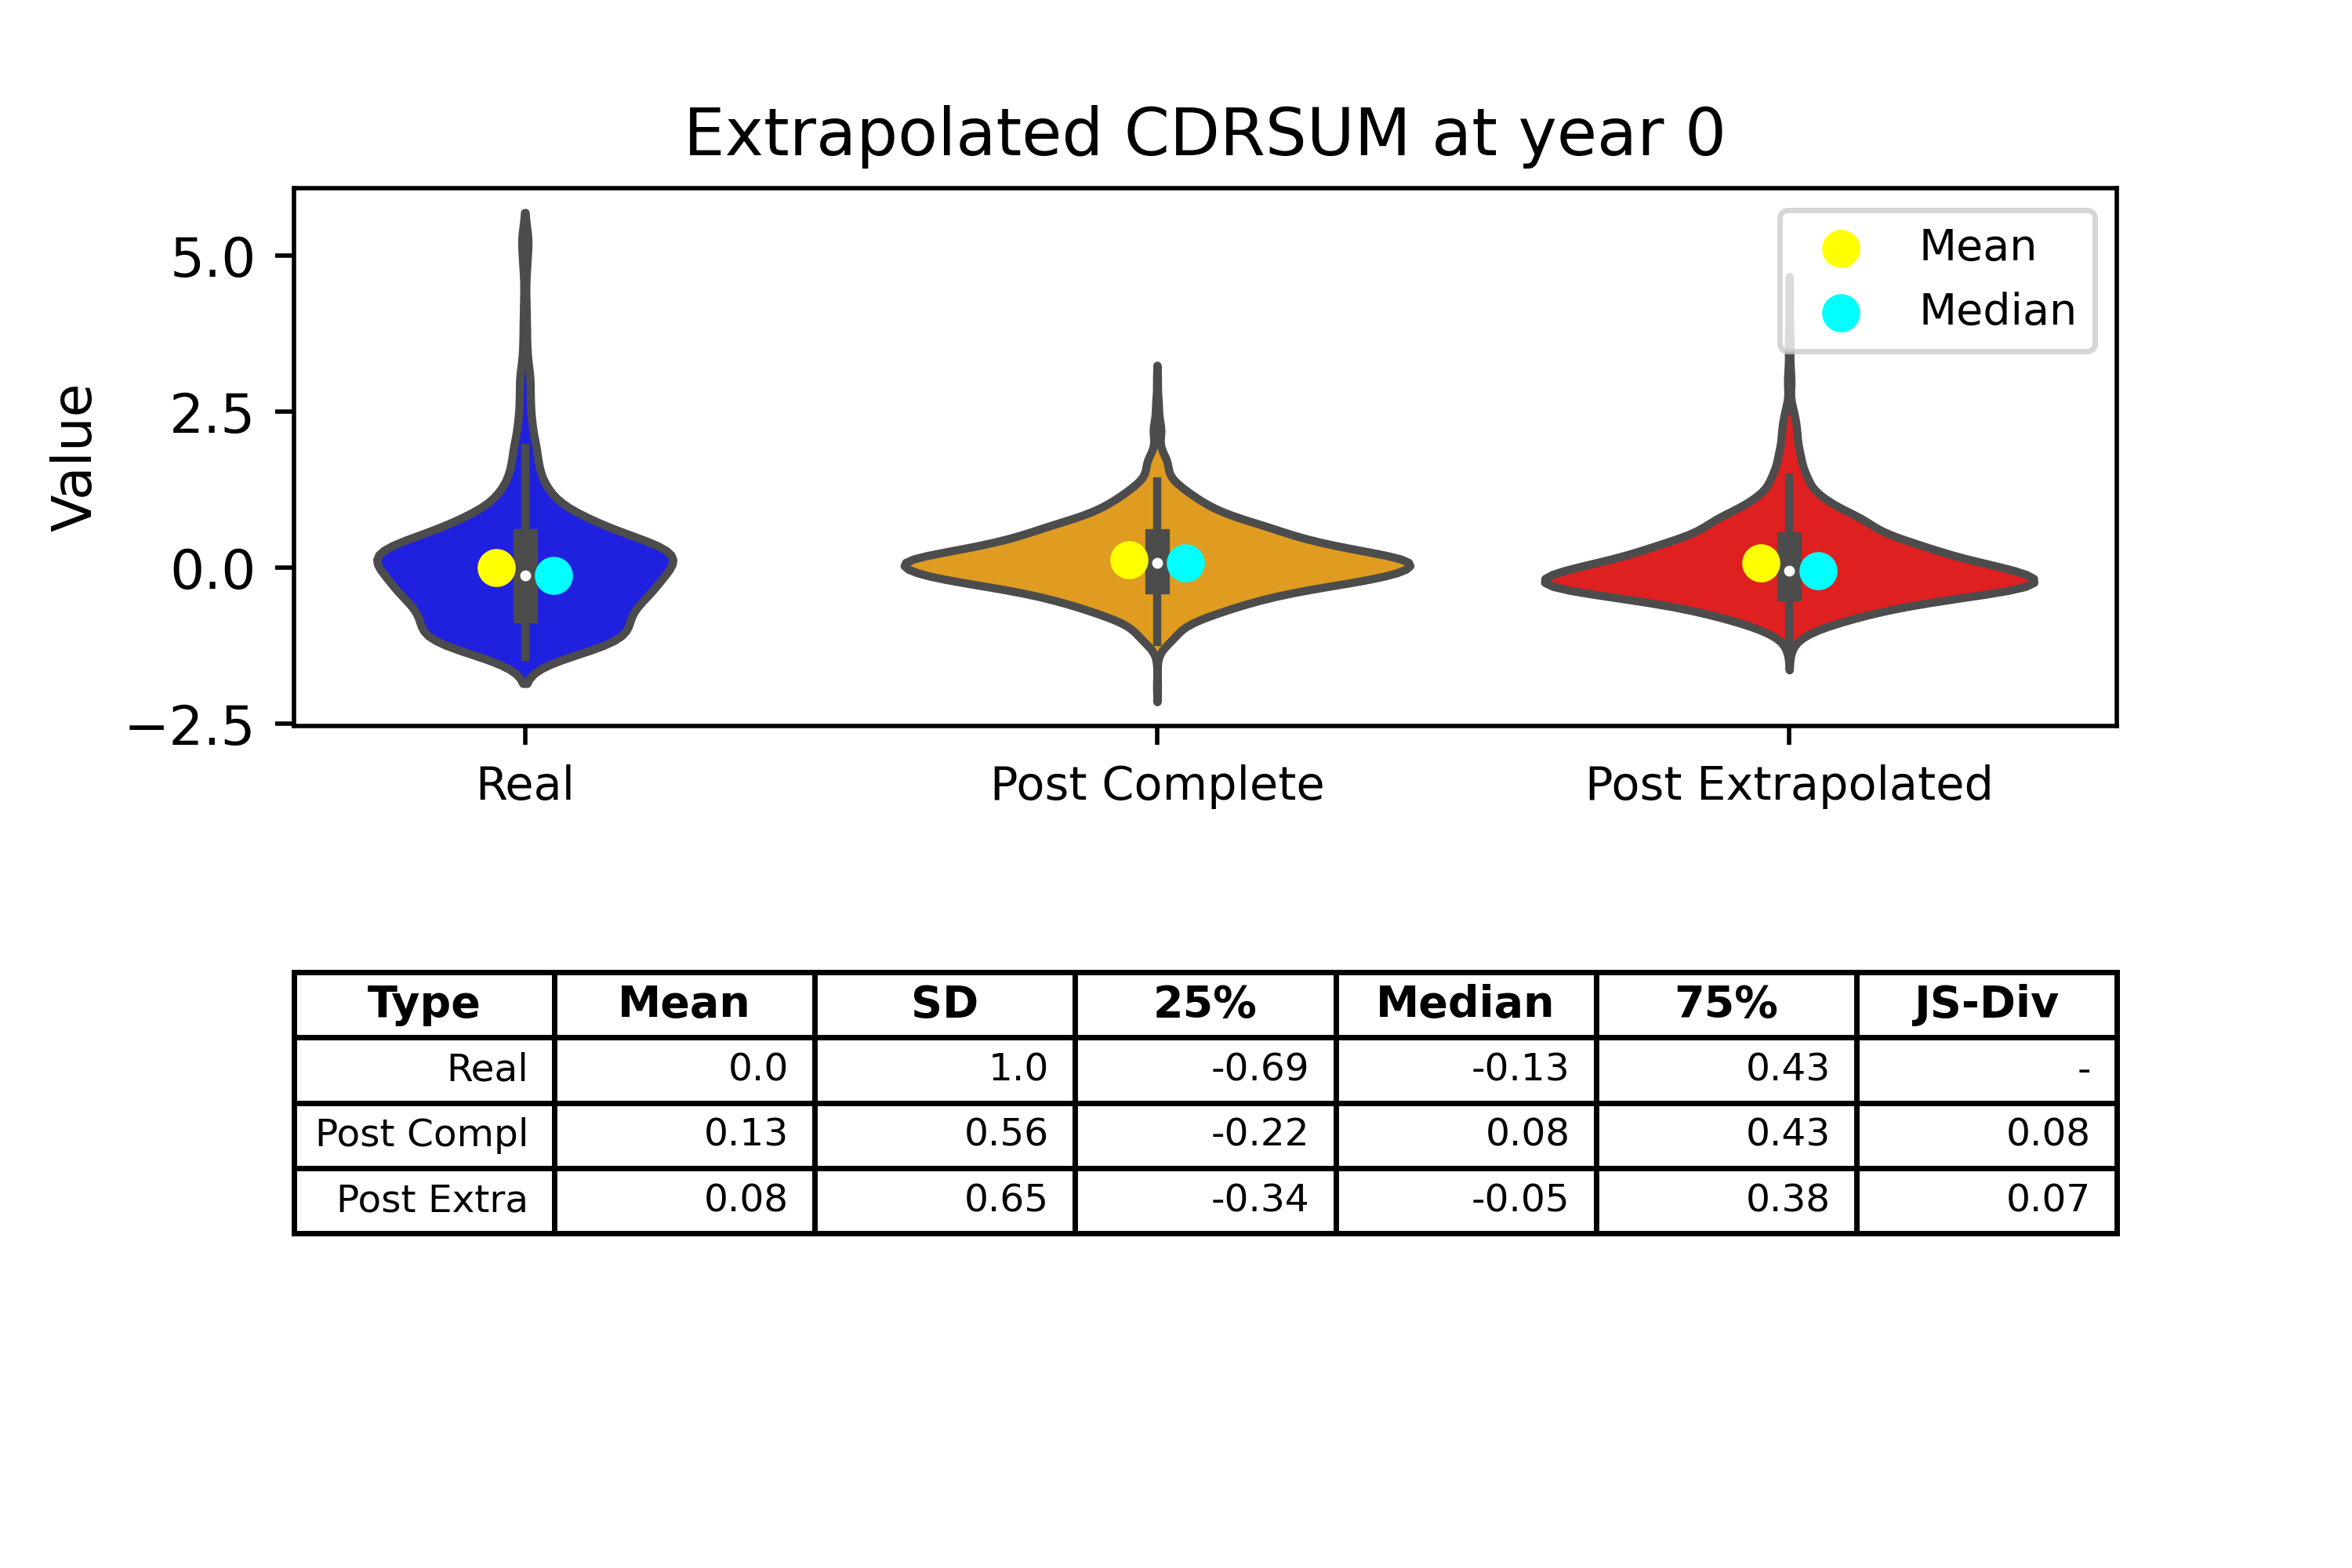 Extrapolated CDRSUM at year 0
Value
5.0
2.5
0.0
−2.5
Mean
Median
Real Post Complete Post Extrapolated
Type Mean SD 25% Median 75% JS-Div
Real 0.0 1.0 -0.69 -0.13 0.43 -
Post Compl 0.13 0.56 -0.22 0.08 0.43 0.08
Post Extra 0.08 0.65 -0.34 -0.05 0.38 0.07